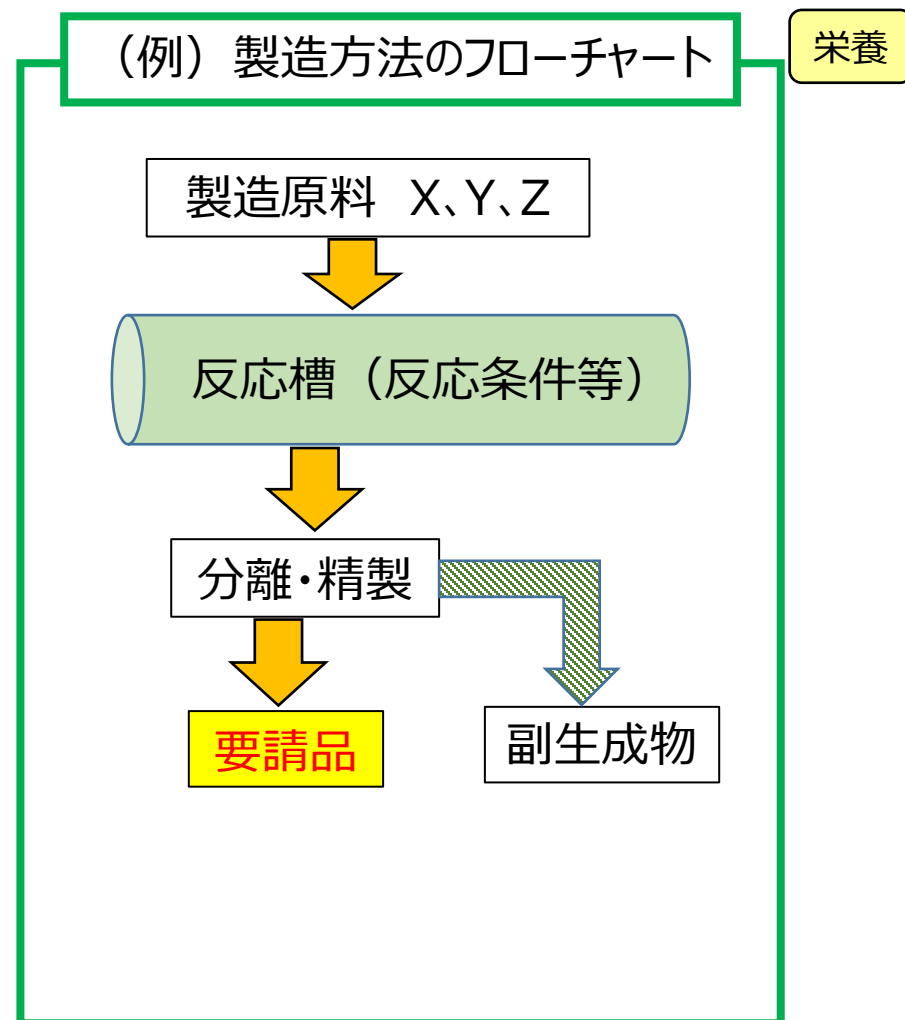 （例）製造方法のフローチャート
栄養
製造原料　X、Y、Z
反応槽（反応条件等）
分離・精製
要請品
副生成物